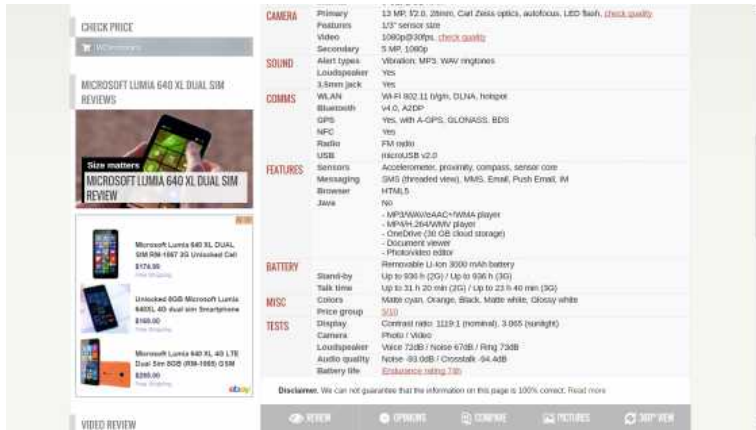 CHECK PRICE
MICROSOFT LUMIA 640 XL DUAL SIM
REVIEWS
Size matters
MICROSOFT LUMIA 640 XL DUAL SIM
REVIEW
Microsoft Lumia 640 XL DUAL
SIM RM-1067 3G Unlocked Cell
$174.99
Free Shipping
Unlocked 8GB Microsoft Lumia
640XL 4G dual sim Smartphone
$169.00
Free Shipping
Microsoft Lumia 640 XL 4G LTE
Dual Sim 8GB (RM-1065) GSM
Free Shipping
ebay
VIDEO REVIEW
CAMERA Primary 13 MP, f/2.0, 28mm, Carl Zeiss optics, autofocus, LED flash, check quality
Features 1/3" sensor size
Video 1080p@30fps, check quality
Secondary 5 MP, 1080p
SOUND Alert types Vibration; MP3, WAV ringtones
Loudspeaker Yes
3.5mm jack Yes
COMMS WLAN Wi-Fi 802.11 b/g/n, DLNA, hotspot
Bluetooth v4.0, A2DP
GPS Yes, with A-GPS, GLONASS, BDS
NFC Yes
Radio FM radio
USB microUSB v2.0
FEATURES Sensors Accelerometer, proximity, compass, sensor core
Messaging SMS (threaded view), MMS, Email, Push Email, IM
Browser HTML5
Java No
- MP3/WAV/eAAC+/WMA player
- MP4/H.264/WMV player
- OneDrive (30 GB cloud storage)
- Document viewer
- Photo/video editor
BATTERY Removable Li-Ion 3000 mAh battery
Stand-by Up to 936 h (2G) / Up to 936 h (3G)
Talk time Up to 31 h 20 min (2G) / Up to 23 h 40 min (3G)
MISC Colors Matte cyan, Orange, Black, Matte white, Glossy white
Price group 3/10
TESTS Display Contrast ratio: 1119:1 (nominal), 3.065 (sunlight)
Camera Photo / Video
Loudspeaker Voice 72dB / Noise 67dB / Ring 73dB
Audio quality Noise -93.0dB / Crosstalk -94.4dB
Battery life Endurance rating 74h
Disclaimer. We can not guarantee that the information on this page is 100% correct. Read more
REVIEW OPINIONS COMPARE PICTURES 360° VIEW